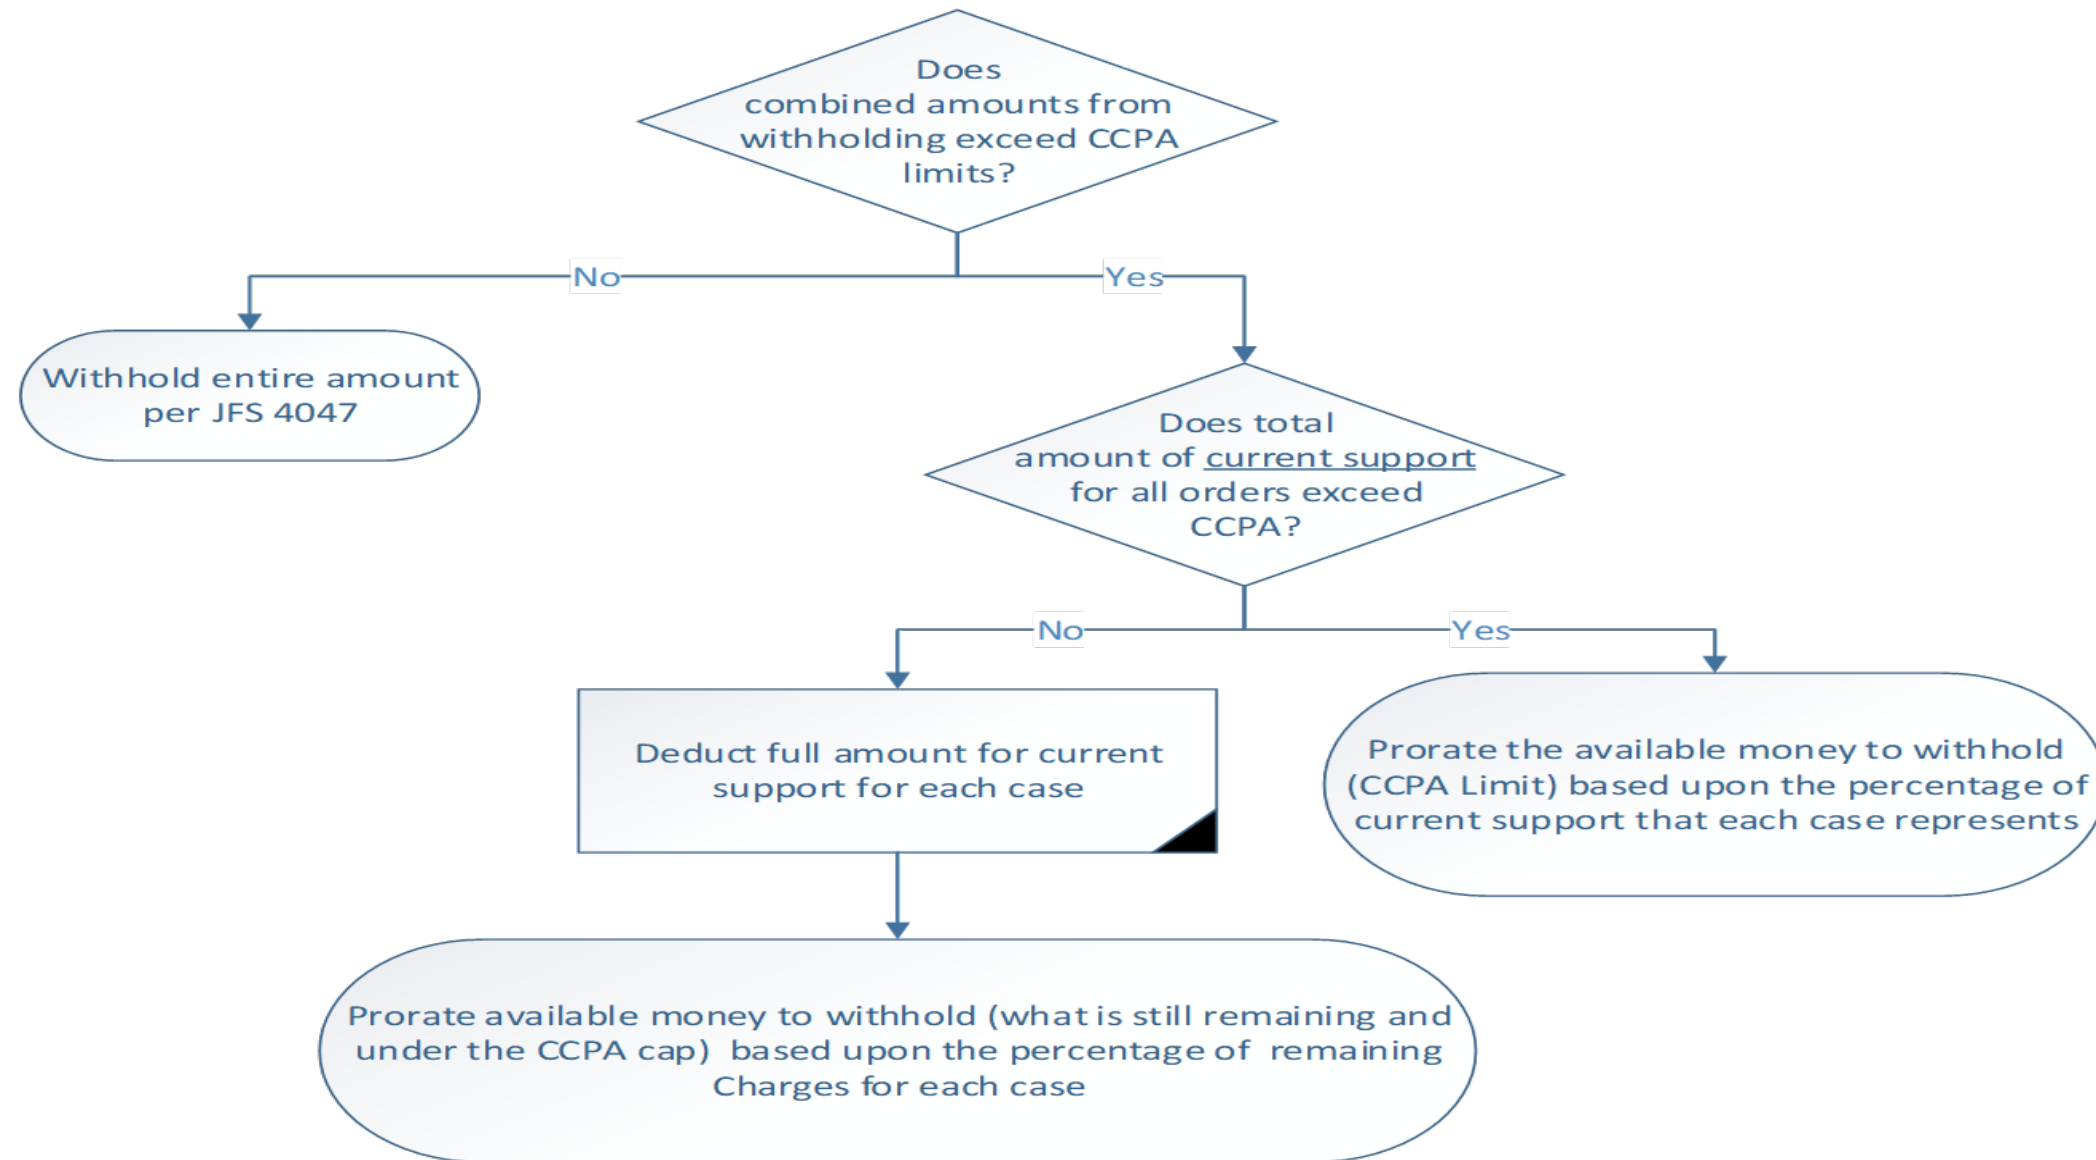 Does
combined amounts from
withholding exceed CCPA
limits?
No
Yes
Withhold entire amount
per JFS 4047
Does total
amount of current support
for all orders exceed
CCPA?
No
Yes
Deduct full amount for current
support for each case
Prorate the available money to withhold
(CCPA Limit) based upon the percentage of
current support that each case represents
Prorate available money to withhold (what is still remaining and
under the CCPA cap)  based upon the percentage of  remaining
Charges for each case